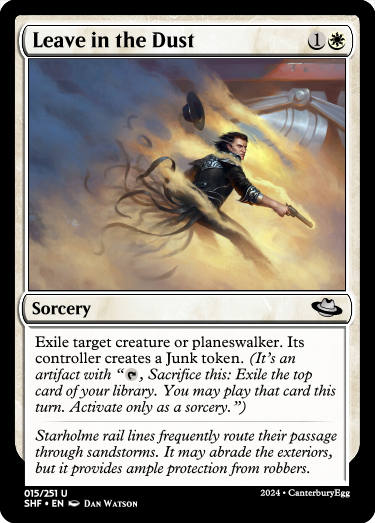 Leave in the Dust 1
Sorcery
Exile target creature or planeswalker. Its
controller creates a Junk token. (It's an
artifact with “, Sacrifice this: Exile the top
card of your library. You may play that card this
turn. Activate only as a sorcery.”)
Starholme rail lines frequently route their passage
through sandstorms. It may abrade the exteriors,
but it provides ample protection from robbers.
015/251 U
SHF • EN Dan Watson
2024 • CanterburyEgg